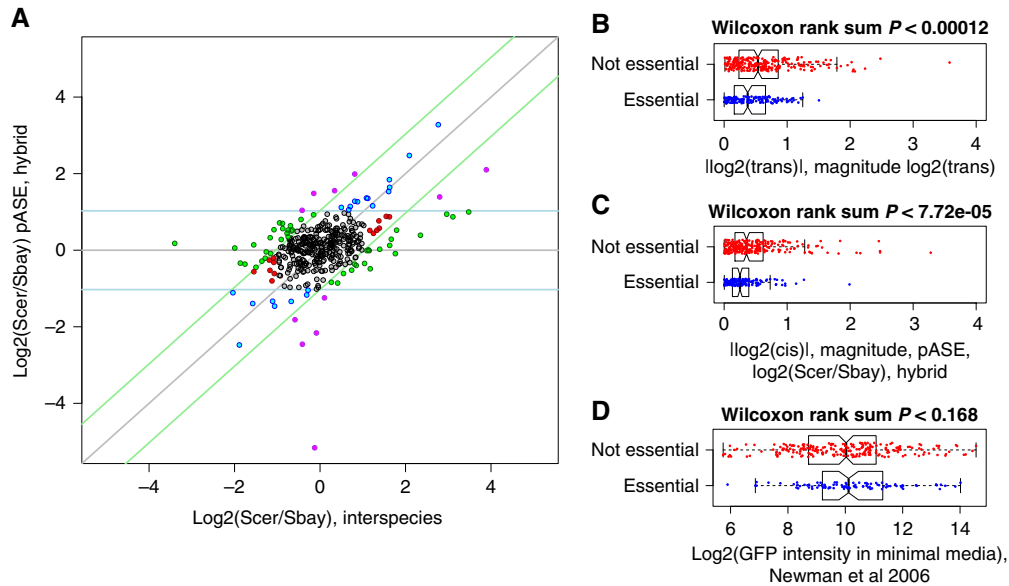 A
Log2(Scer/Sbay) pASE, hybrid
4
2
0
−2
−4
−4
−2
0
2
4
Log2(Scer/Sbay), interspecies
B
Wilcoxon rank sum P < 0.00012
Not essential
Essential
0
1
2
3
4
|log2(trans)|, magnitude log2(trans)
C
Wilcoxon rank sum P < 7.72e-05
Not essential
Essential
0
1
2
3
4
|log2(cis)|, magnitude, pASE,
log2(Scer/Sbay), hybrid
D
Wilcoxon rank sum P < 0.168
Not essential
Essential
6
8
10
12
14
Log2(GFP intensity in minimal media),
Newman et al 2006